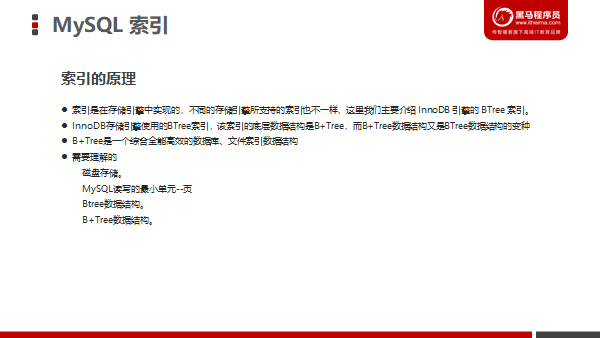 MySQL 索引
黑马程序员
www.itheima.com
传智播客旗下高端IT教育品牌
索引的原理
索引是在存储引擎中实现的，不同的存储引擎所支持的索引也不一样，这里我们主要介绍 InnoDB 引擎的 BTree 索引。
InnoDB存储引擎使用的BTree索引，该索引的底层数据结构是B+Tree，而B+Tree数据结构又是BTree数据结构的变种
B+Tree是一个综合全能高效的数据库、文件索引数据结构
需要理解的
磁盘存储。
MySQL读写的最小单元--页
Btree数据结构。
B+Tree数据结构。